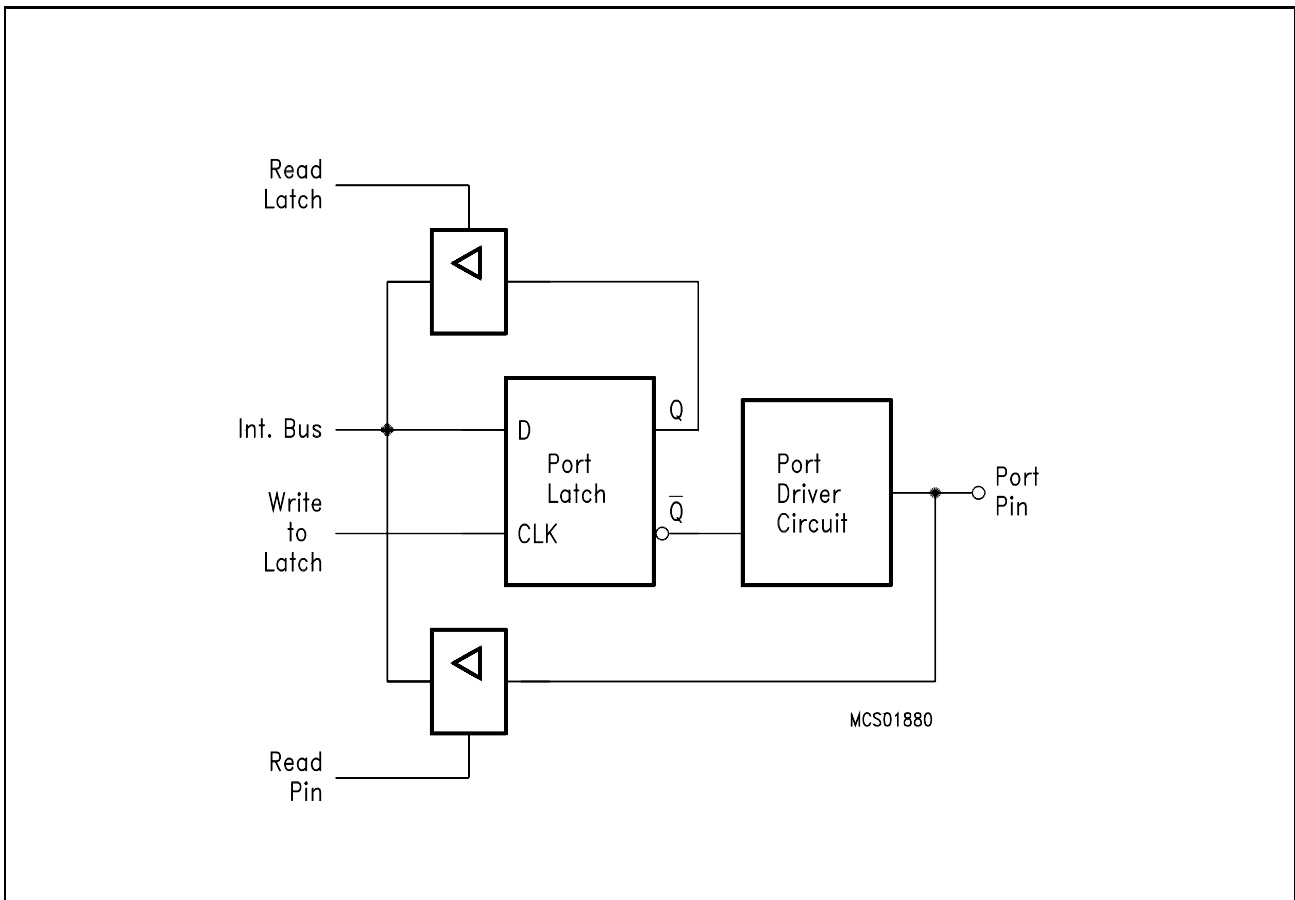 Read
Latch
Int. Bus
Write
to
Latch
Read
Pin
D
CLK
Port
Latch
Q
Q̅
Port
Driver
Circuit
Port
Pin
MCS01880